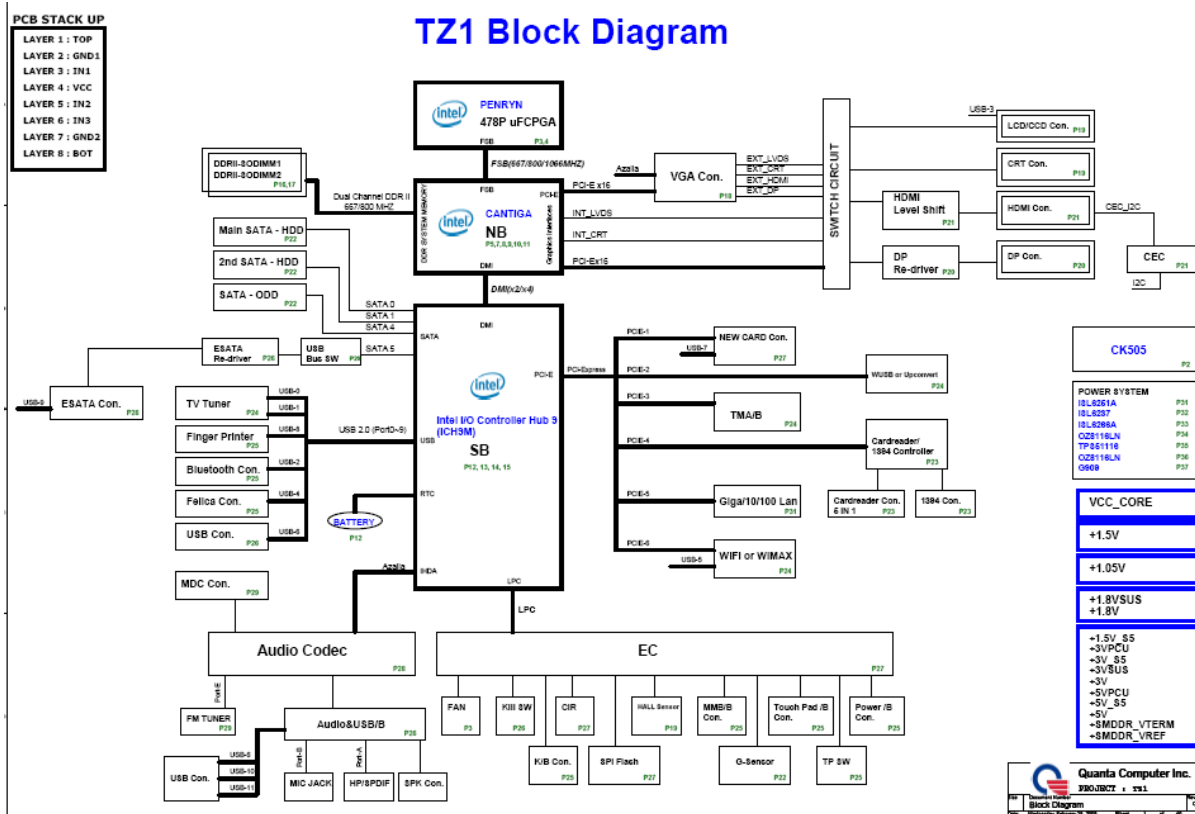 PCB STACK UP
LAYER 1 : TOP
LAYER 2 : GND1
LAYER 3 : IN1
LAYER 4 : VCC
LAYER 5 : IN2
LAYER 6 : IN3
LAYER 7 : GND2
LAYER 8 : BOT
TZ1 Block Diagram
intel
PENRYN
478P uFCPGA
P3,4
FSB
FSB(667/800/1066MHZ)
DDRII-SODIMM1
DDRII-SODIMM2
P16,17
Dual Channel DDR II
667/800 MHZ
DDR SYSTEM MEMORY
FSB
PCI-E
intel
CANTIGA
NB
P5,7,8,9,10,11
Graphics Interfaces
DMI
DMI(x2/x4)
Azalia
PCI-E x16
VGA Con.
P18
EXT_LVDS
EXT_CRT
EXT_HDMI
EXT_DP
INT_LVDS
INT_CRT
PCI-Ex16
SWITCH CIRCUIT
USB-3
LCD/CCD Con.
P19
CRT Con.
P19
HDMI
Level Shift
P21
HDMI Con.
P21
CEC_I2C
DP
Re-driver
P20
DP Con.
P20
CEC
P21
I2C
Main SATA - HDD
P22
2nd SATA - HDD
P22
SATA - ODD
P22
SATA 0
SATA 1
SATA 4
SATA 5
ESATA
Re-driver
P26
USB
Bus SW
USB-9
ESATA Con.
P26
DMI
SATA
PCI-E
intel
Intel I/O Controller Hub 9
(ICH9M)
SB
P12, 13, 14, 15
USB
RTC
IHDA
LPC
USB 2.0 (Port0~9)
TV Tuner
P24
USB-0
USB-1
Finger Printer
P25
USB-8
Bluetooth Con.
P25
USB-2
Felica Con.
P25
USB-4
USB Con.
P26
USB-6
BATTERY
P12
Azalia
PCI-Express
PCIE-1
NEW CARD Con.
P27
USB-7
PCIE-2
WUSB or Upconvert
P24
PCIE-3
TMA/B
P24
PCIE-4
Cardreader/
1394 Controller
P23
Cardreader Con.
5 IN 1
P23
1394 Con.
P23
PCIE-5
Giga/10/100 Lan
P31
PCIE-6
WIFI or WIMAX
P24
USB-5
CK505
P2
POWER SYSTEM
ISL6251A P31
ISL6237 P32
ISL6266A P33
OZ8116LN P34
TPS51116 P35
OZ8116LN P36
G909 P37
VCC_CORE
+1.5V
+1.05V
+1.8VSUS
+1.8V
+1.5V_S5
+3VPCU
+3V_S5
+3VSUS
+3V
+5VPCU
+5V_S5
+5V
+SMDDR_VTERM
+SMDDR_VREF
MDC Con.
P29
Audio Codec
P28
LPC
EC
P27
Port-E
FM TUNER
P29
Audio&USB/B
P26
USB Con.
USB-10
USB-11
Port-B
Port-A
MIC JACK
HP/SPDIF
SPK Con.
FAN
P3
Kill SW
P26
CIR
P27
HALL Sensor
P19
MMB/B
Con.
P25
Touch Pad /B
Con.
P25
Power /B
Con.
P25
K/B Con.
P25
SPI Flash
P27
G-Sensor
P22
TP SW
P25
Quanta Computer Inc.
PROJECT : TZ1
Document Number
Block Diagram